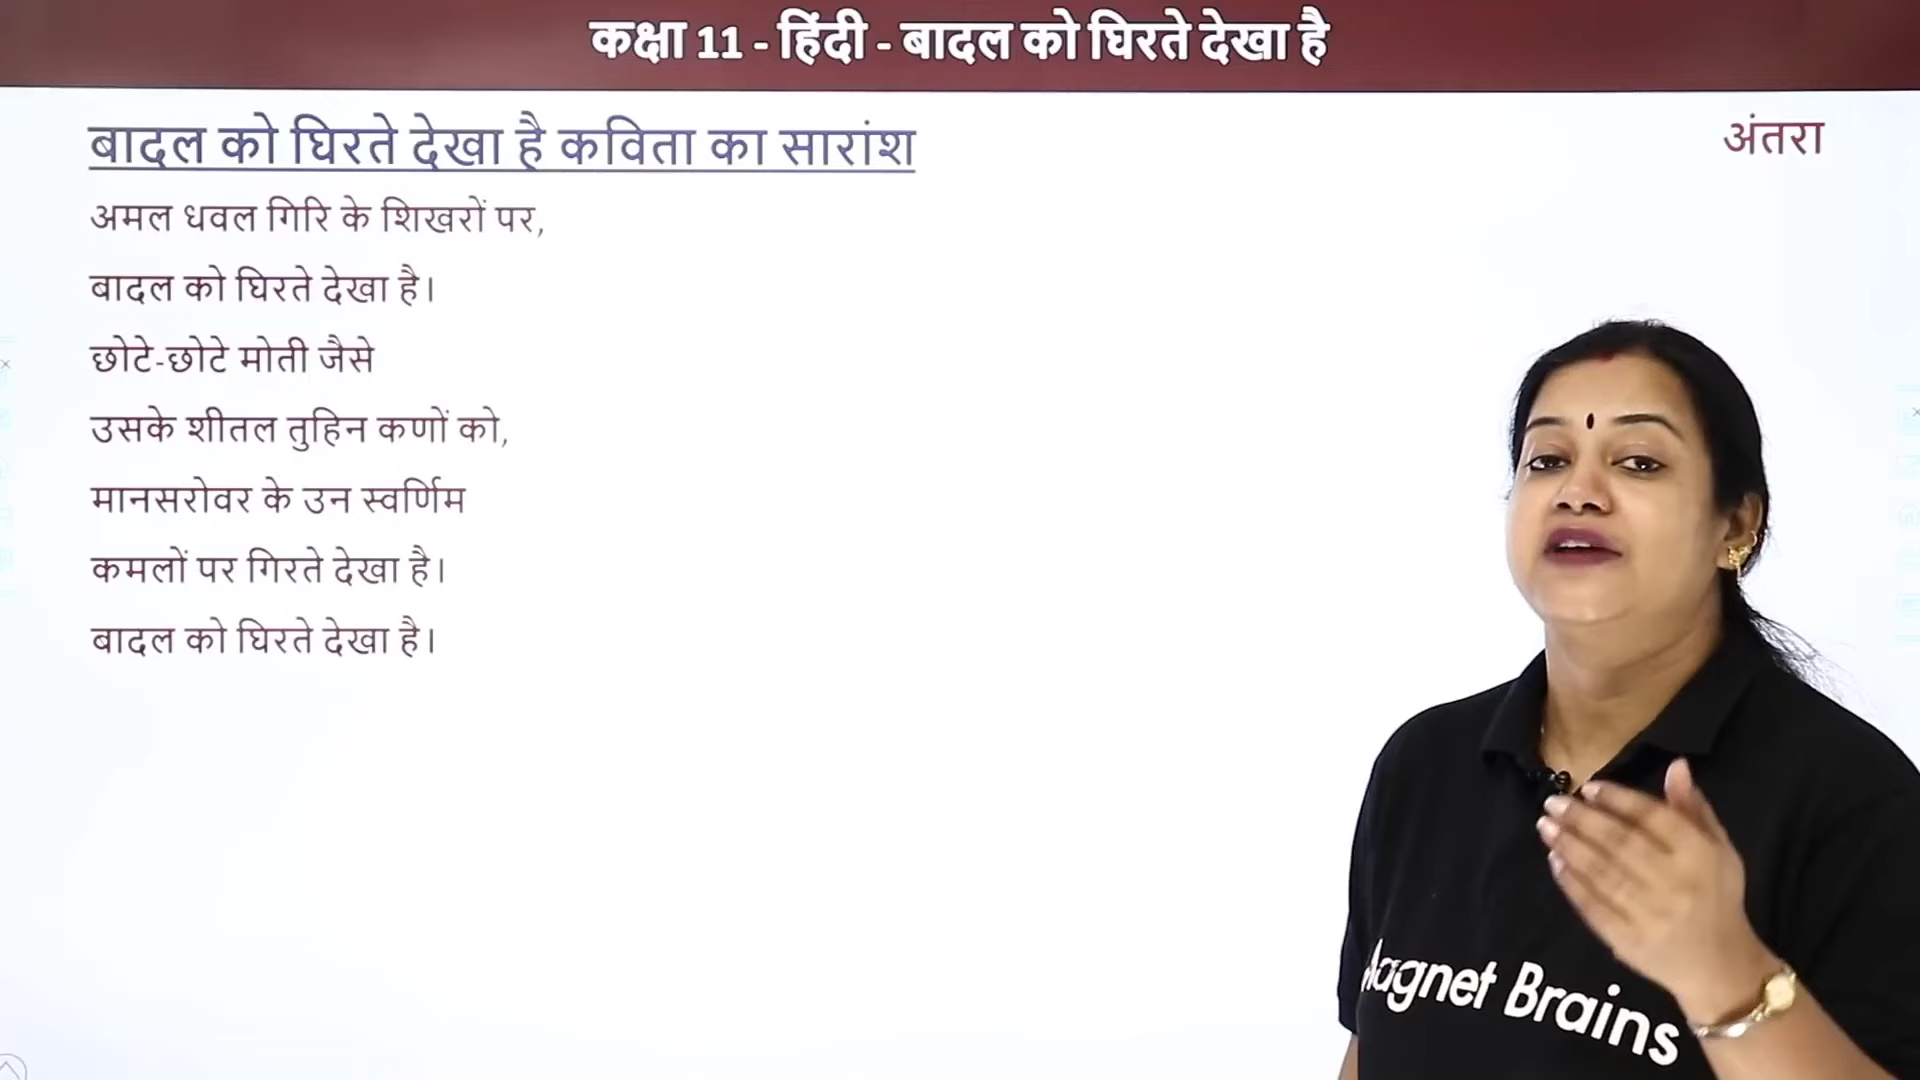 कक्षा 11 - हिंदी - बादल को घिरते देखा है
बादल को घिरते देखा है कविता का सारांश
अंतरा
अमल धवल गिरि के शिखरों पर,
बादल को घिरते देखा है।
छोटे-छोटे मोती जैसे
उसके शीतल तुहिन कणों को,
मानसरोवर के उन स्वर्णिम
कमलों पर गिरते देखा है।
बादल को घिरते देखा है।
Magnet Brains